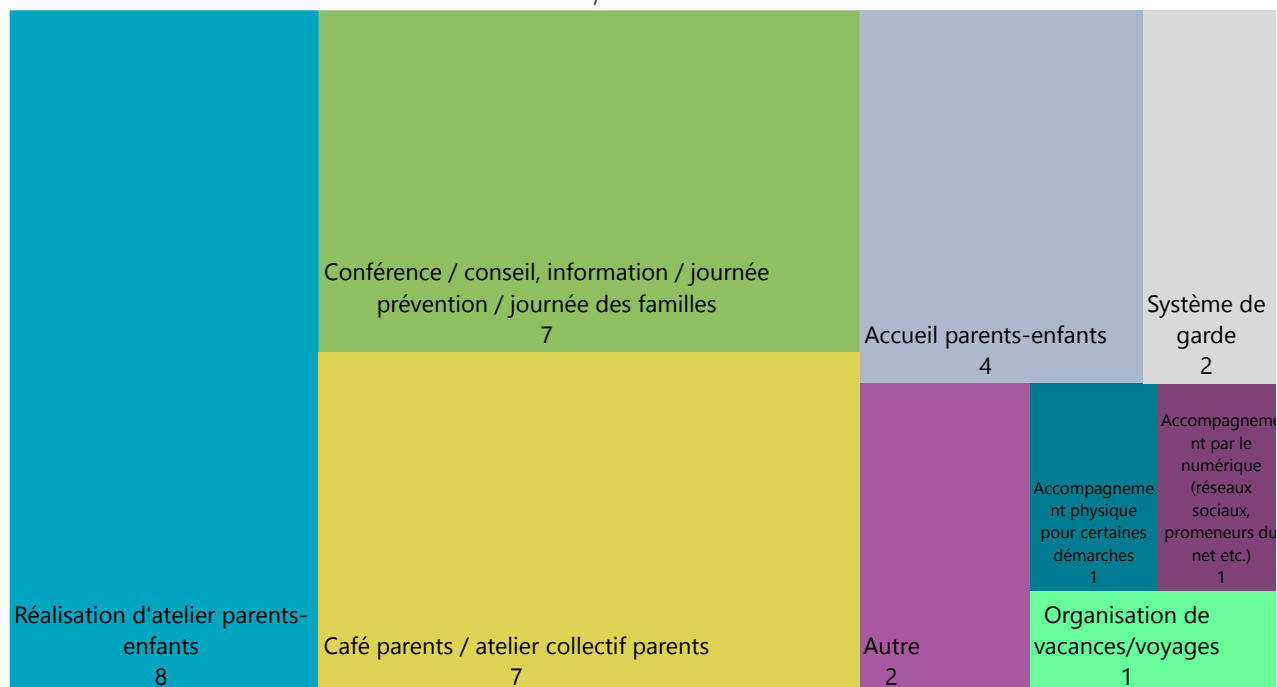 Réalisation d'atelier parents-
enfants
8
Conférence / conseil, information / journée
prévention / journée des familles
7
Café parents / atelier collectif parents
7
Accueil parents-enfants
4
Système de
garde
2
Autre
2
Accompagneme
nt physique
pour certaines
démarches
1
Accompagneme
nt par le
numérique
(réseaux
sociaux,
promeneurs du
net etc.)
1
Organisation de
vacances/voyages
1